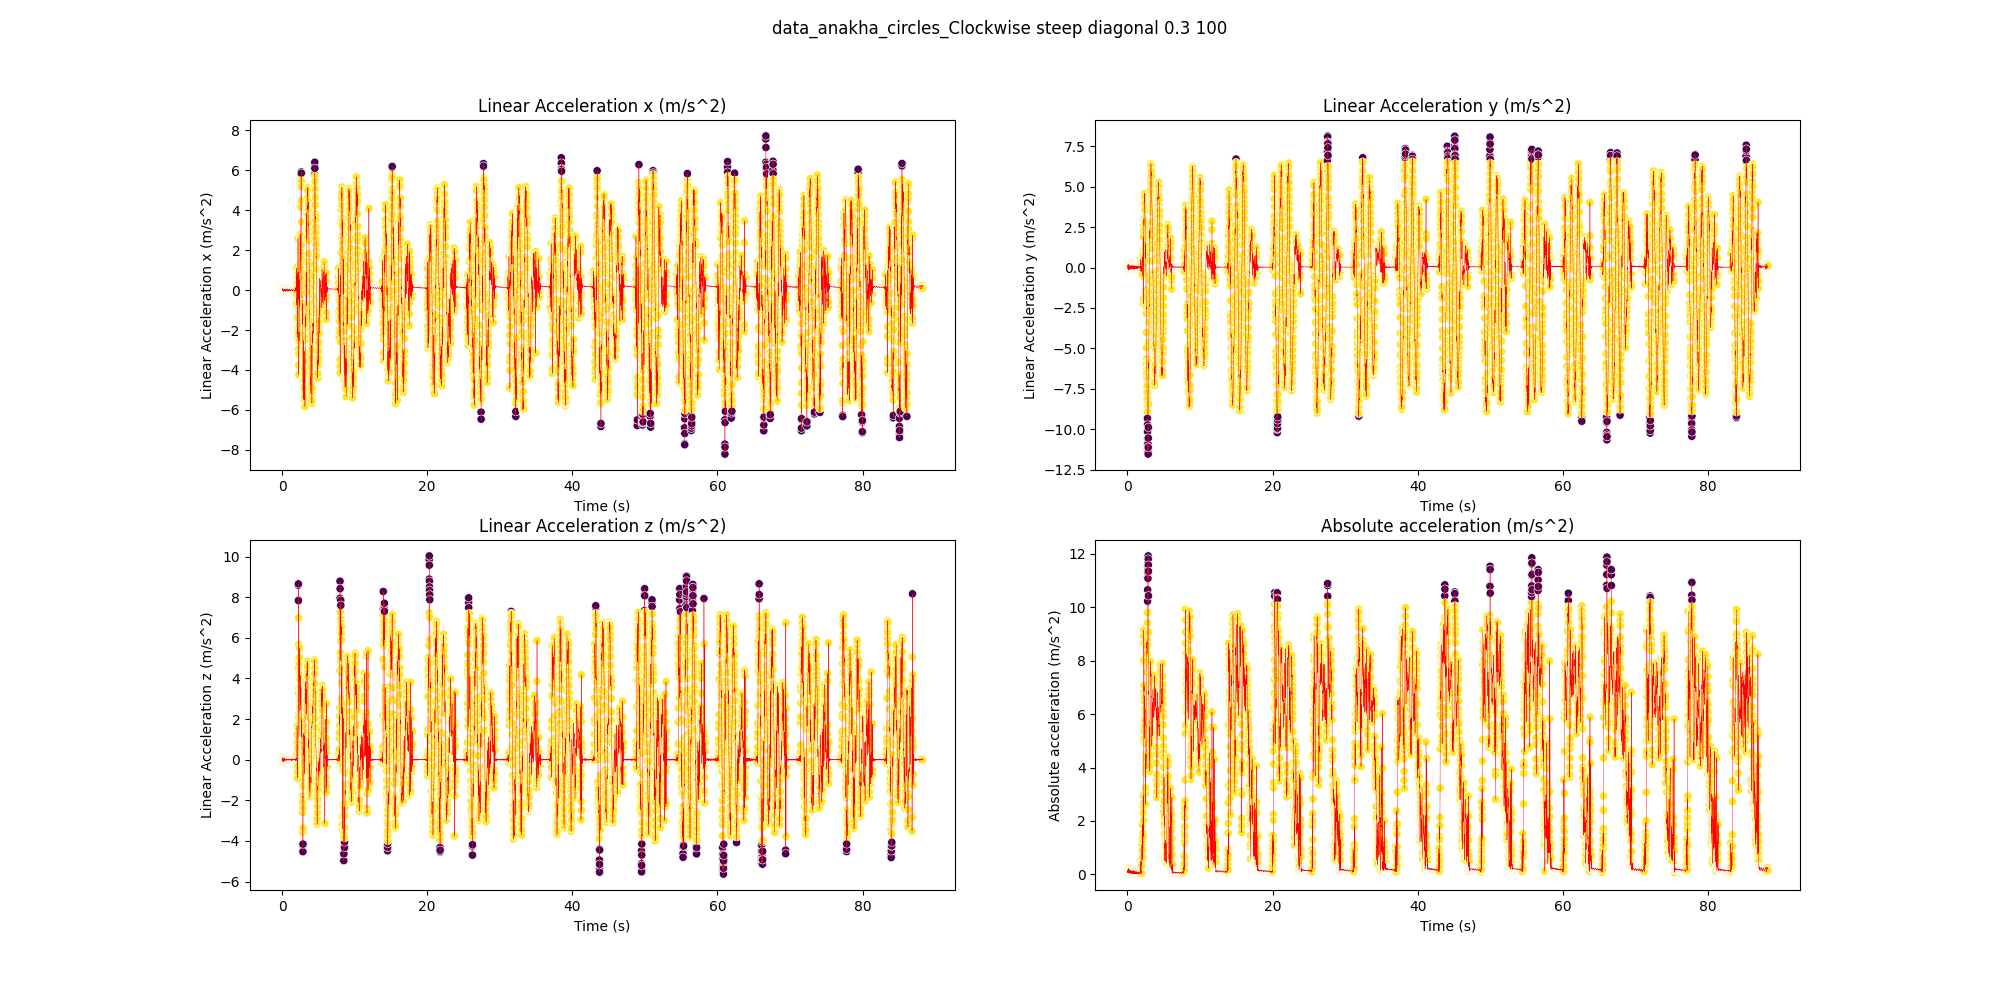 data_anakha_circles_Clockwise steep diagonal 0.3 100
Linear Acceleration x (m/s^2)
Linear Acceleration x (m/s^2)
8
6
4
2
0
−2
−4
−6
−8
0 20 40 60 80
Time (s)
Linear Acceleration y (m/s^2)
Linear Acceleration y (m/s^2)
7.5
5.0
2.5
0.0
−2.5
−5.0
−7.5
−10.0
−12.5
0 20 40 60 80
Time (s)
Linear Acceleration z (m/s^2)
Linear Acceleration z (m/s^2)
10
8
6
4
2
0
−2
−4
−6
0 20 40 60 80
Time (s)
Absolute acceleration (m/s^2)
Absolute acceleration (m/s^2)
12
10
8
6
4
2
0
0 20 40 60 80
Time (s)